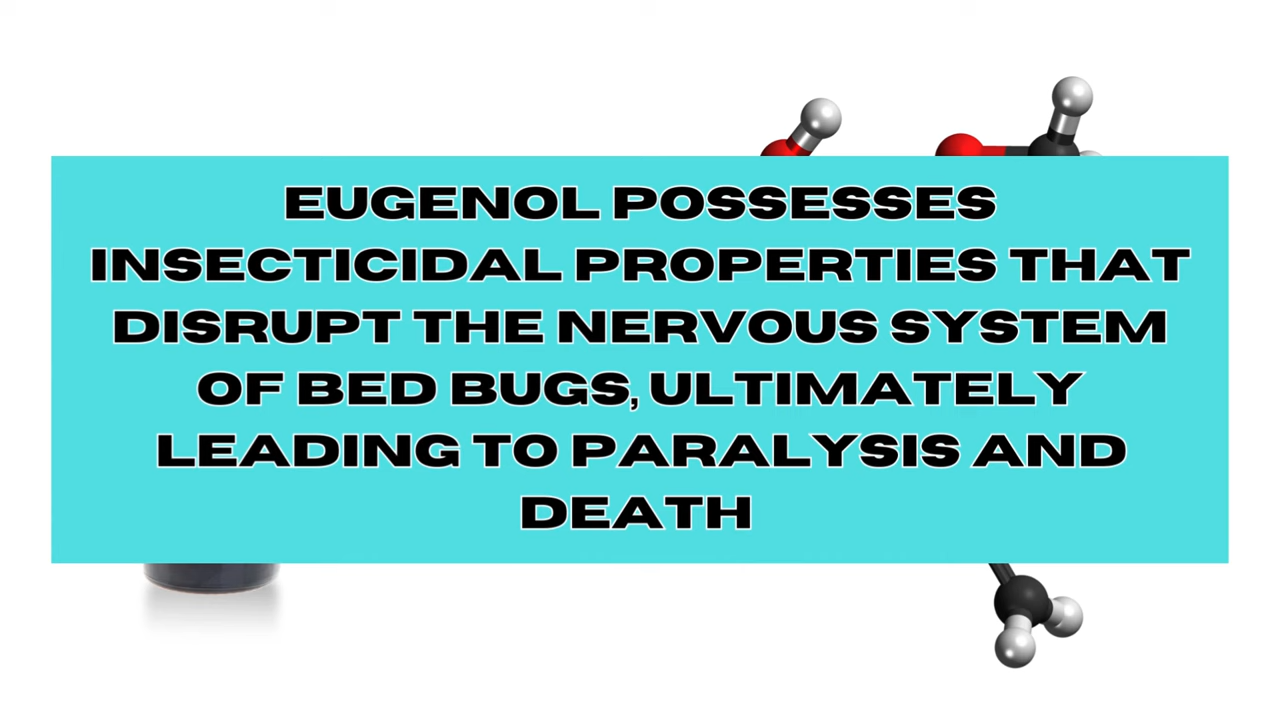 EUGENOL POSSESSES
INSECTICIDAL PROPERTIES THAT
DISRUPT THE NERVOUS SYSTEM
OF BED BUGS, ULTIMATELY
LEADING TO PARALYSIS AND
DEATH